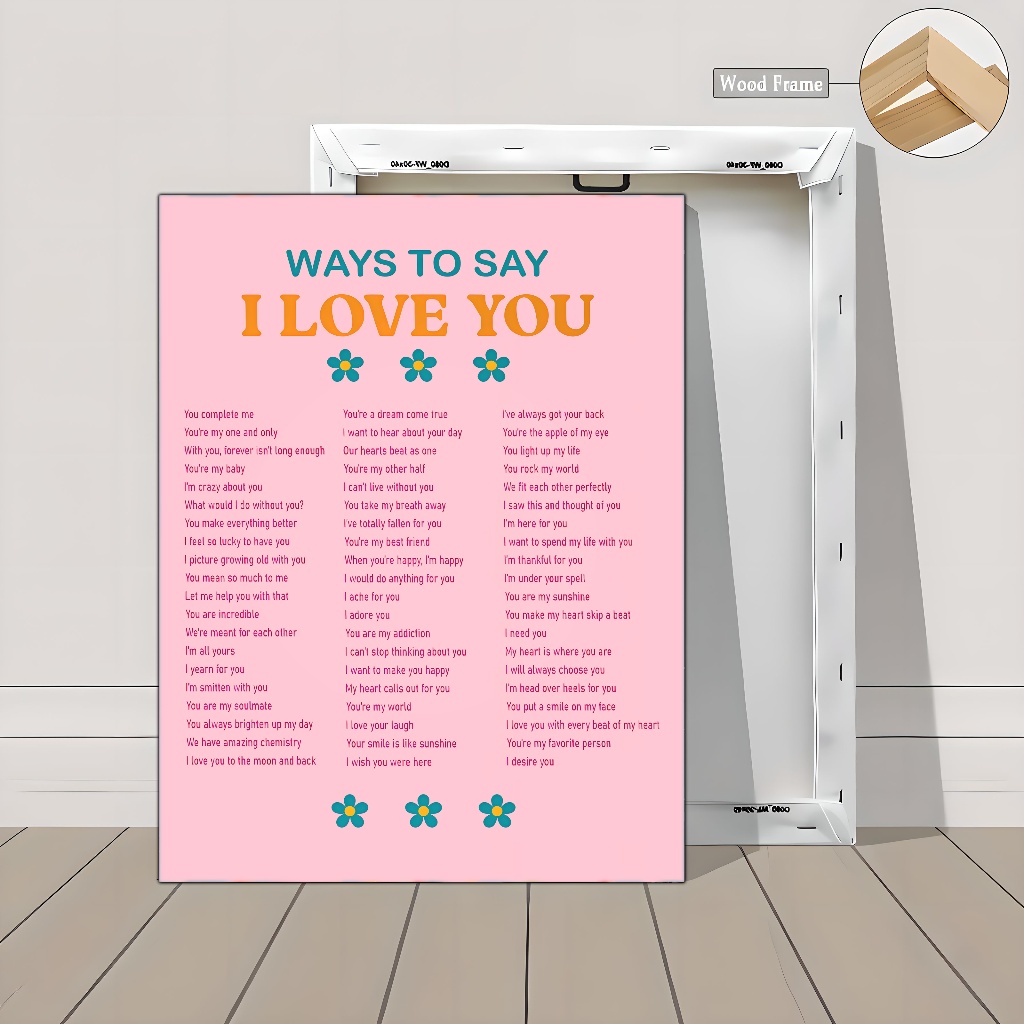 Wood Frame
WAYS TO SAY
I LOVE YOU
You complete me
You're my one and only
With you, forever isn't long enough
You're my baby
I'm crazy about you
What would I do without you?
You make everything better
I feel so lucky to have you
I picture growing old with you
You mean so much to me
Let me help you with that
You are incredible
We're meant for each other
I'm all yours
I yearn for you
I'm smitten with you
You are my soulmate
You always brighten up my day
We have amazing chemistry
I love you to the moon and back
You're a dream come true
I want to hear about your day
Our hearts beat as one
You're my other half
I can't live without you
You take my breath away
I've totally fallen for you
You're my best friend
When you're happy, I'm happy
I would do anything for you
I ache for you
I adore you
You are my addiction
I can't stop thinking about you
I want to make you happy
My heart calls out for you
You're my world
I love your laugh
Your smile is like sunshine
I wish you were here
I've always got your back
You're the apple of my eye
You light up my life
You rock my world
We fit each other perfectly
I saw this and thought of you
I'm here for you
I want to spend my life with you
I'm thankful for you
I'm under your spell
You are my sunshine
You make my heart skip a beat
I need you
My heart is where you are
I will always choose you
I'm head over heels for you
You put a smile on my face
I love you with every beat of my heart
You're my favorite person
I desire you